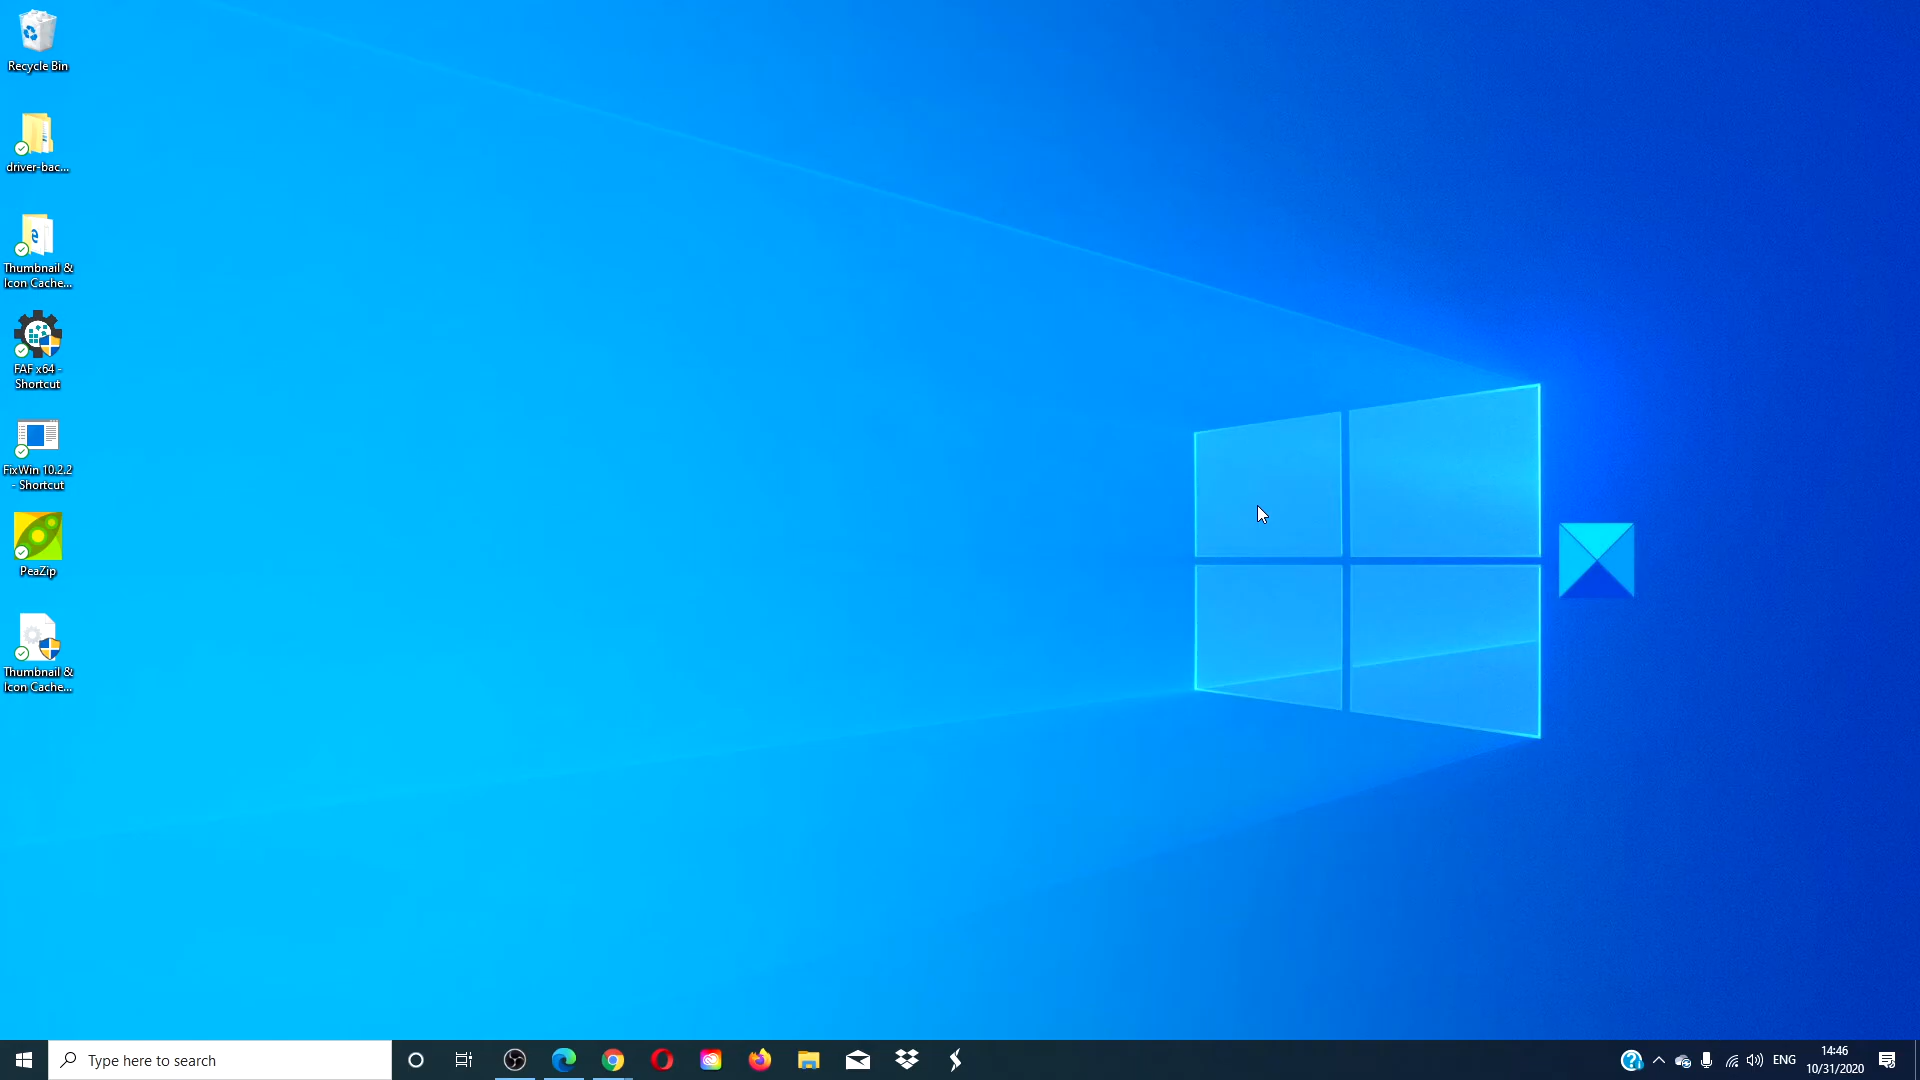 Recycle Bin
driver-bac...
Thumbnail &
Icon Cache...
FAF x64 -
Shortcut
FixWin 10.2.2
- Shortcut
PeaZip
Thumbnail &
Icon Cache...
Type here to search
ENG
14:46
10/31/2020